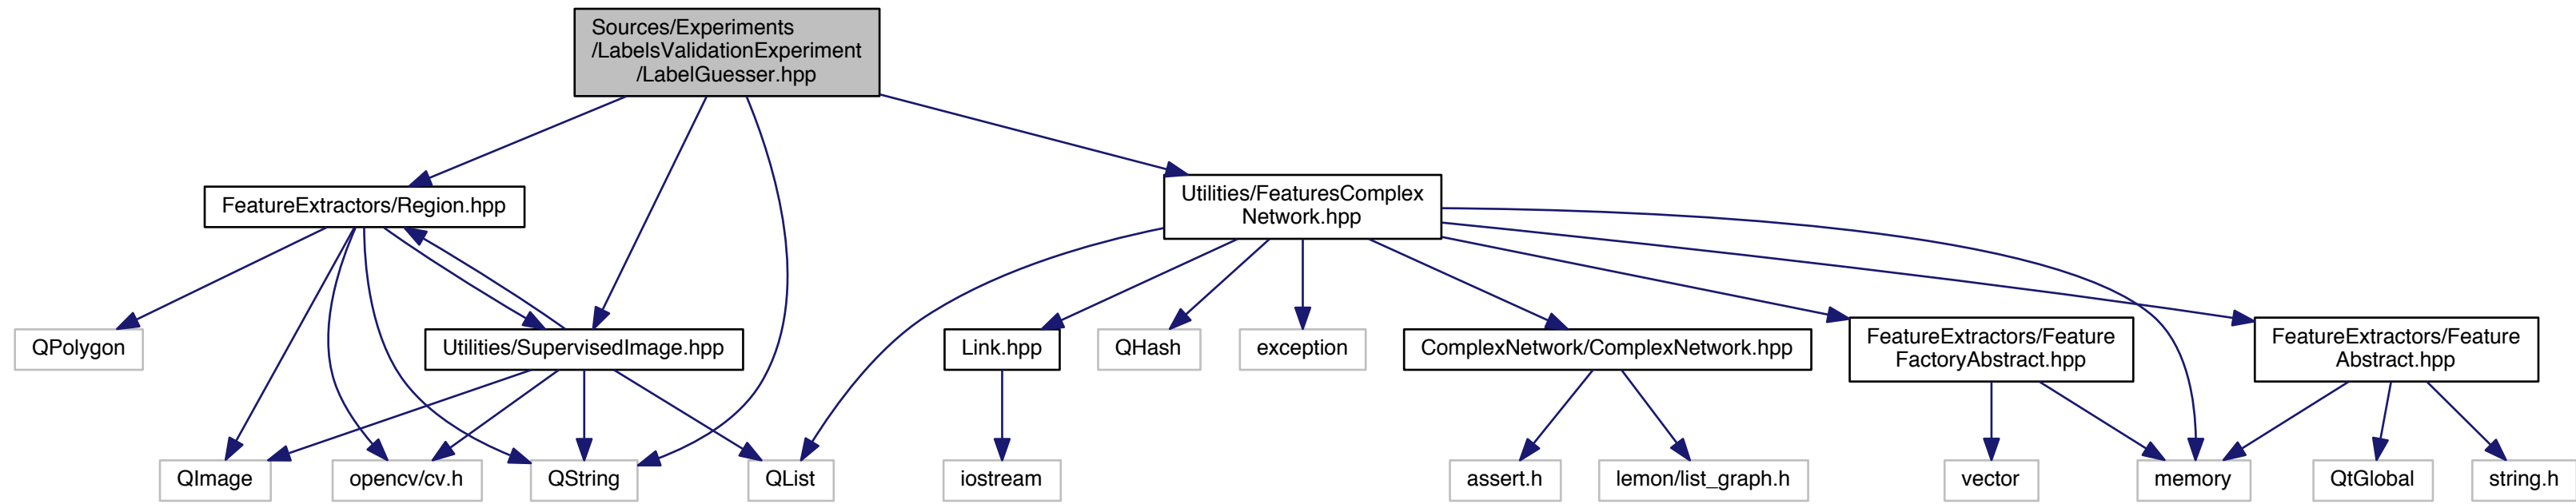 Sources/Experiments
/LabelsValidationExperiment
/LabelGuesser.hpp
FeatureExtractors/Region.hpp
Utilities/FeaturesComplex
Network.hpp
QPolygon
Utilities/SupervisedImage.hpp
Link.hpp
QHash
exception
ComplexNetwork/ComplexNetwork.hpp
FeatureExtractors/Feature
FactoryAbstract.hpp
FeatureExtractors/Feature
Abstract.hpp
QImage
opencv/cv.h
QString
QList
iostream
assert.h
lemon/list_graph.h
vector
memory
QtGlobal
string.h